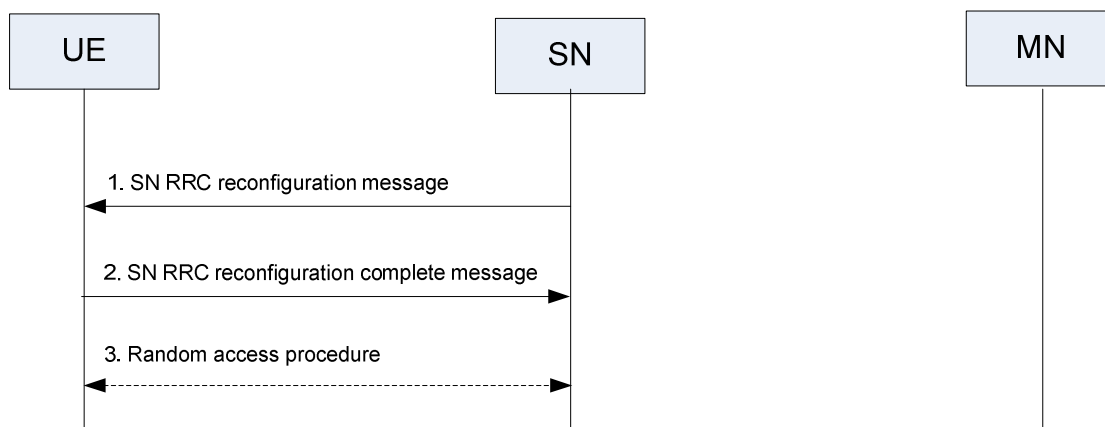 UE
SN
MN
1. SN RRC reconfiguration message
2. SN RRC reconfiguration complete message
3. Random access procedure